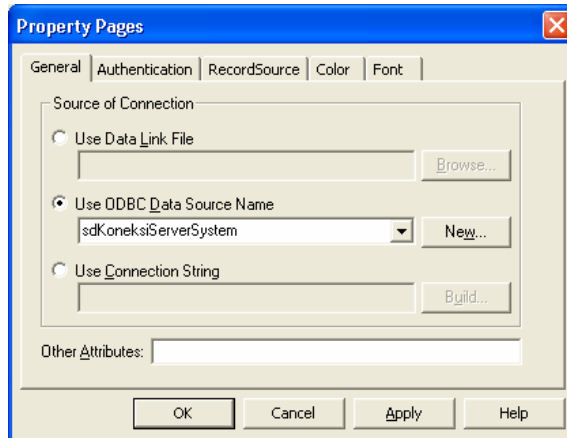 Property Pages
General Authentication RecordSource Color Font
Source of Connection
Use Data Link File
Browse...
Use ODBC Data Source Name
sdKoneksiServerSystem New...
Use Connection String
Build...
Other Attributes:
OK Cancel Apply Help